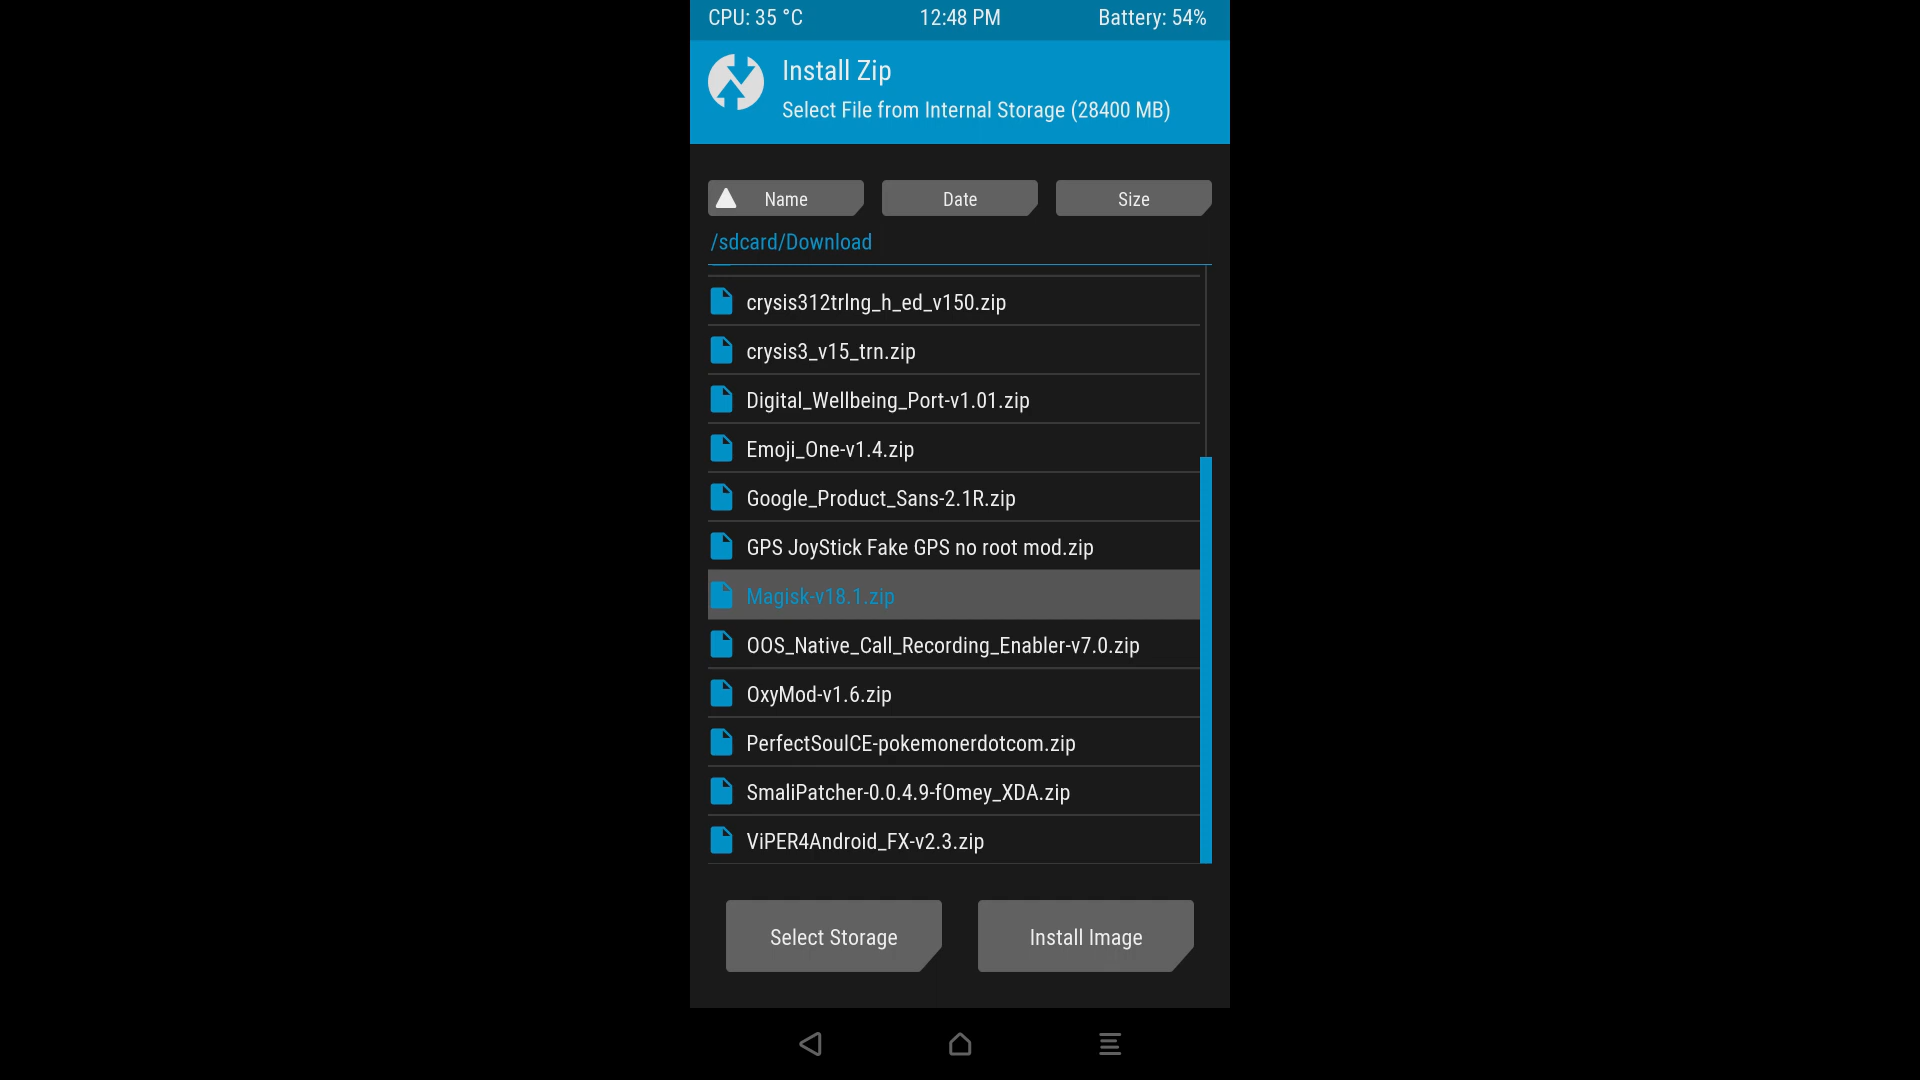 CPU: 35 °C 12:48 PM Battery: 54%
Install Zip
Select File from Internal Storage (28400 MB)
Name Date Size
/sdcard/Download
crysis312trlng_h_ed_v150.zip
crysis3_v15_trn.zip
Digital_Wellbeing_Port-v1.01.zip
Emoji_One-v1.4.zip
Google_Product_Sans-2.1R.zip
GPS JoyStick Fake GPS no root mod.zip
Magisk-v18.1.zip
OOS_Native_Call_Recording_Enabler-v7.0.zip
OxyMod-v1.6.zip
PerfectSoulCE-pokemonerdotcom.zip
SmaliPatcher-0.0.4.9-fOmey_XDA.zip
ViPER4Android_FX-v2.3.zip
Select Storage Install Image